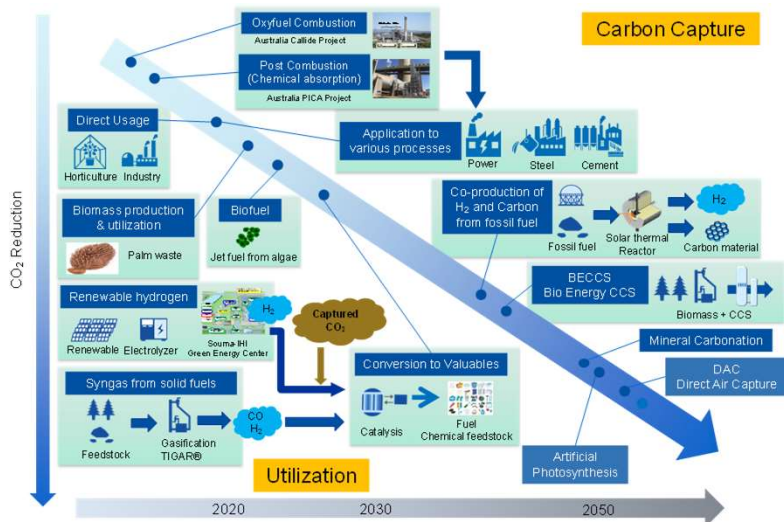 Carbon Capture
Oxyfuel Combustion
Australia Callide Project
Post Combustion
(Chemical absorption)
Australia PICA Project
Direct Usage
Horticulture Industry
Application to
various processes
Power Steel Cement
Biomass production
& utilization
Palm waste
Biofuel
Jet fuel from algae
Co-production of
H₂ and Carbon
from fossil fuel
Fossil fuel
Solar thermal
Reactor
H₂
Carbon material
BECCS
Bio Energy CCS
Biomass + CCS
CO₂ Reduction
Renewable hydrogen
Renewable Electrolyzer
Souma-IHI
Green Energy Center
H₂
Captured
CO₂
Conversion to Valuables
Catalysis
Fuel
Chemical feedstock
Mineral Carbonation
DAC
Direct Air Capture
Syngas from solid fuels
Feedstock
Gasification
TIGAR®
CO
H₂
Artificial
Photosynthesis
Utilization
2020 2030 2050